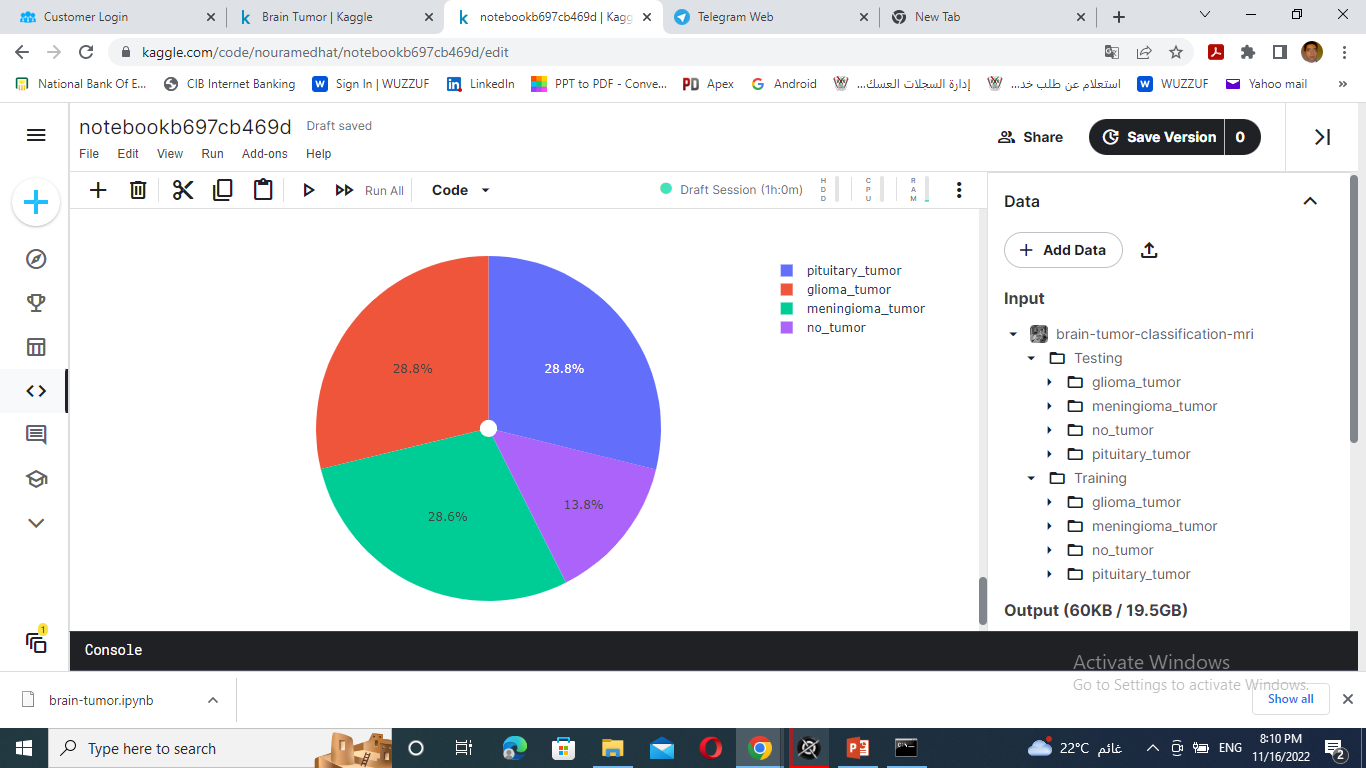 Customer Login
Brain Tumor | Kaggle
notebookb697cb469d | Kagg
Telegram Web
New Tab
kaggle.com/code/nouramedhat/notebookb697cb469d/edit
National Bank Of E...
CIB Internet Banking
Sign In | WUZZUF
LinkedIn
PPT to PDF - Conve...
Apex
Android
إدارة السجلات العسك...
استعلام عن طلب خد...
WUZZUF
Yahoo mail
»
notebookb697cb469d
Draft saved
File Edit View Run Add-ons Help
Share
Save Version
0
Run All
Code
Draft Session (1h:0m)
HDD
CPU
RAM
28.8%
28.8%
28.6%
13.8%
pituitary_tumor
glioma_tumor
meningioma_tumor
no_tumor
Data
Add Data
Input
brain-tumor-classification-mri
Testing
glioma_tumor
meningioma_tumor
no_tumor
pituitary_tumor
Training
glioma_tumor
meningioma_tumor
no_tumor
pituitary_tumor
Output (60KB / 19.5GB)
1
Console
Activate Windows
Go to Settings to activate Windows.
brain-tumor.ipynb
Show all
Type here to search
22°C غائم
ENG
8:10 PM
11/16/2022
2